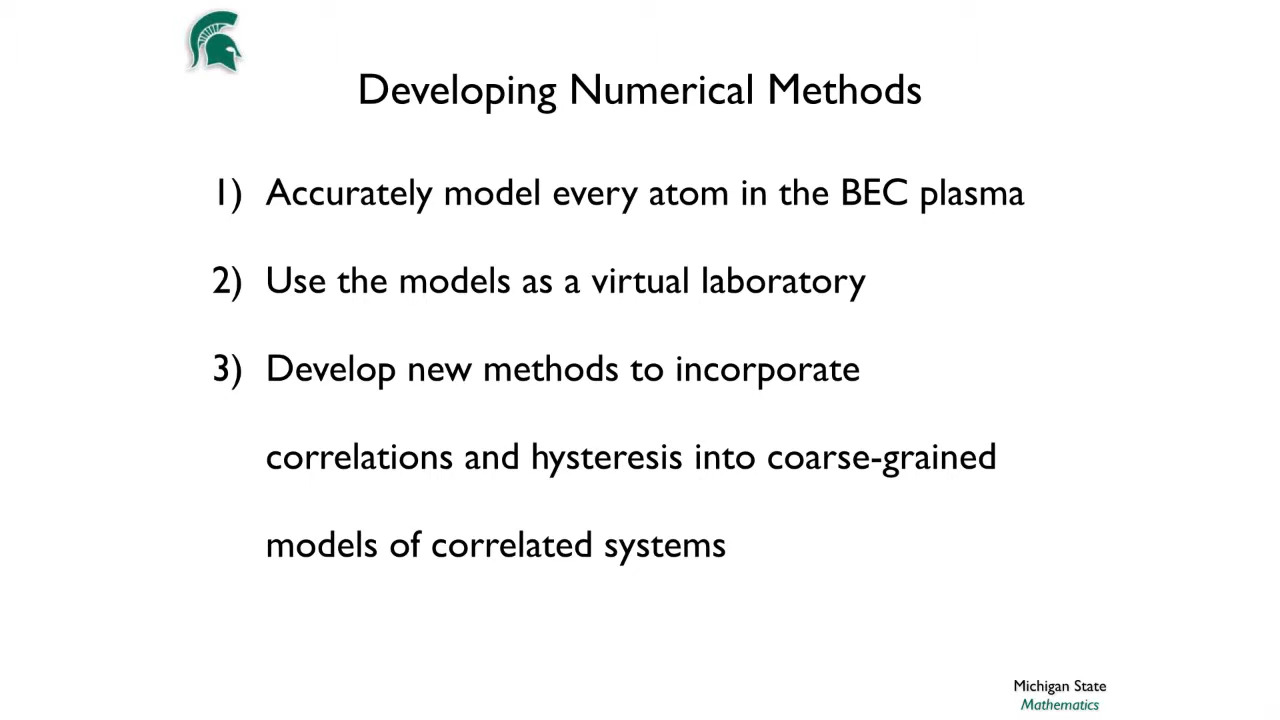 Developing Numerical Methods
1) Accurately model every atom in the BEC plasma
2) Use the models as a virtual laboratory
3) Develop new methods to incorporate
correlations and hysteresis into coarse-grained
models of correlated systems
Michigan State
Mathematics